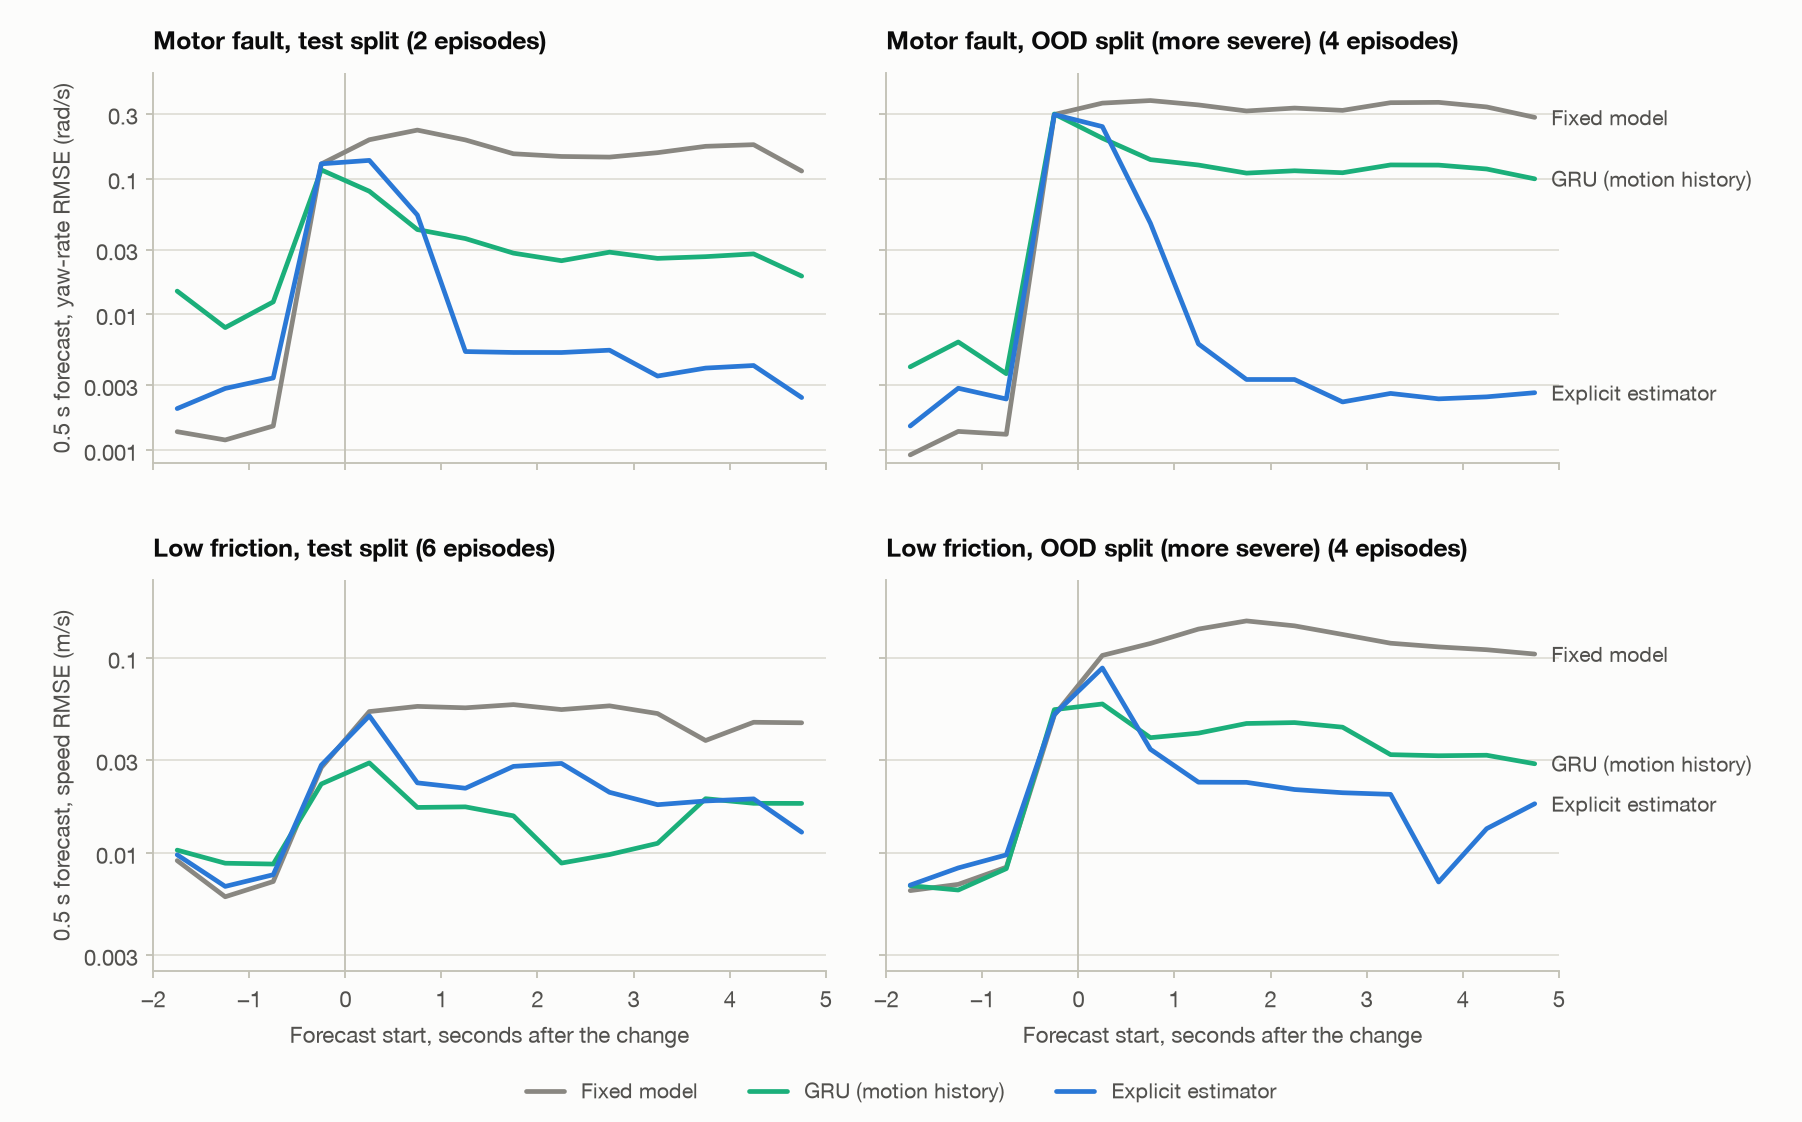 Motor fault, test split (2 episodes)
0.5 s forecast, yaw-rate RMSE (rad/s)
0.3
0.1
0.03
0.01
0.003
0.001
Motor fault, OOD split (more severe) (4 episodes)
Fixed model
GRU (motion history)
Explicit estimator
Low friction, test split (6 episodes)
0.5 s forecast, speed RMSE (m/s)
0.1
0.03
0.01
0.003
−2 −1 0 1 2 3 4 5
Forecast start, seconds after the change
Low friction, OOD split (more severe) (4 episodes)
Fixed model
GRU (motion history)
Explicit estimator
−2 −1 0 1 2 3 4 5
Forecast start, seconds after the change
Fixed model GRU (motion history) Explicit estimator